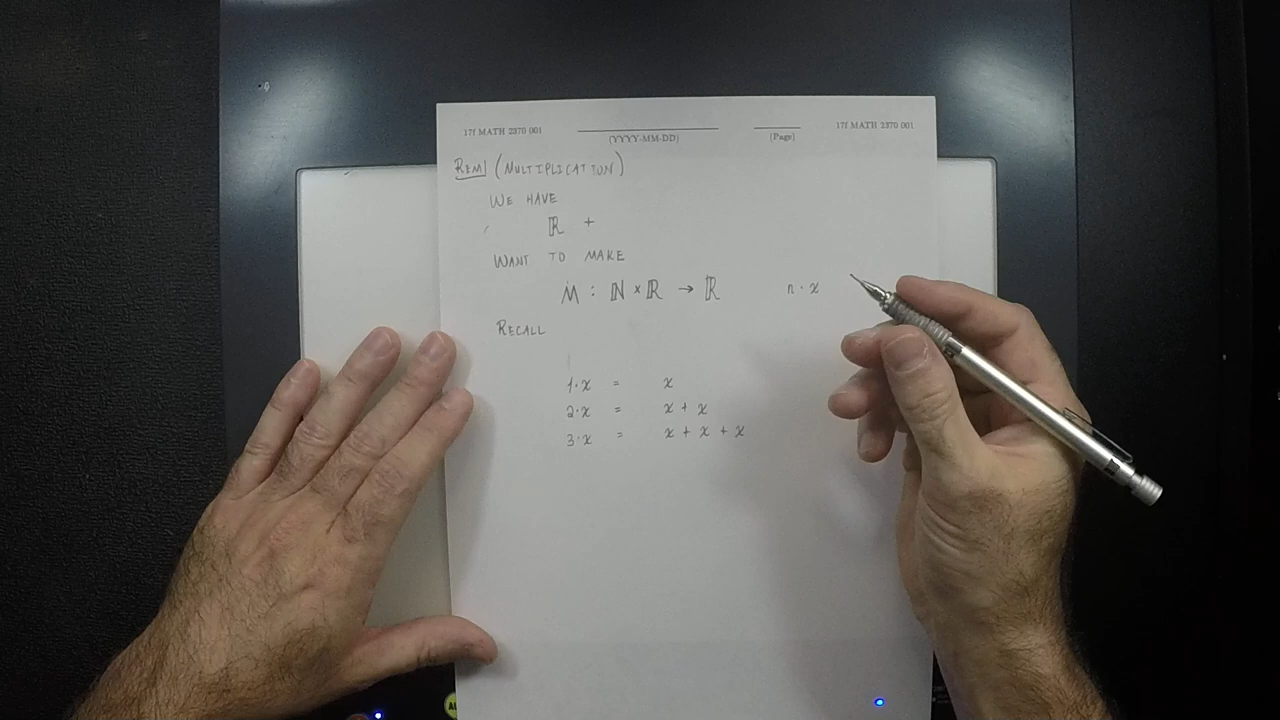 17f MATH 2370 001 (YYYY-MM-DD) (Page) 17f MATH 2370 001
REM (MULTIPLICATION)
WE HAVE
ℝ +
WANT TO MAKE
M : ℕ × ℝ → ℝ n · x
RECALL
1·x = x
2·x = x + x
3·x = x + x + x